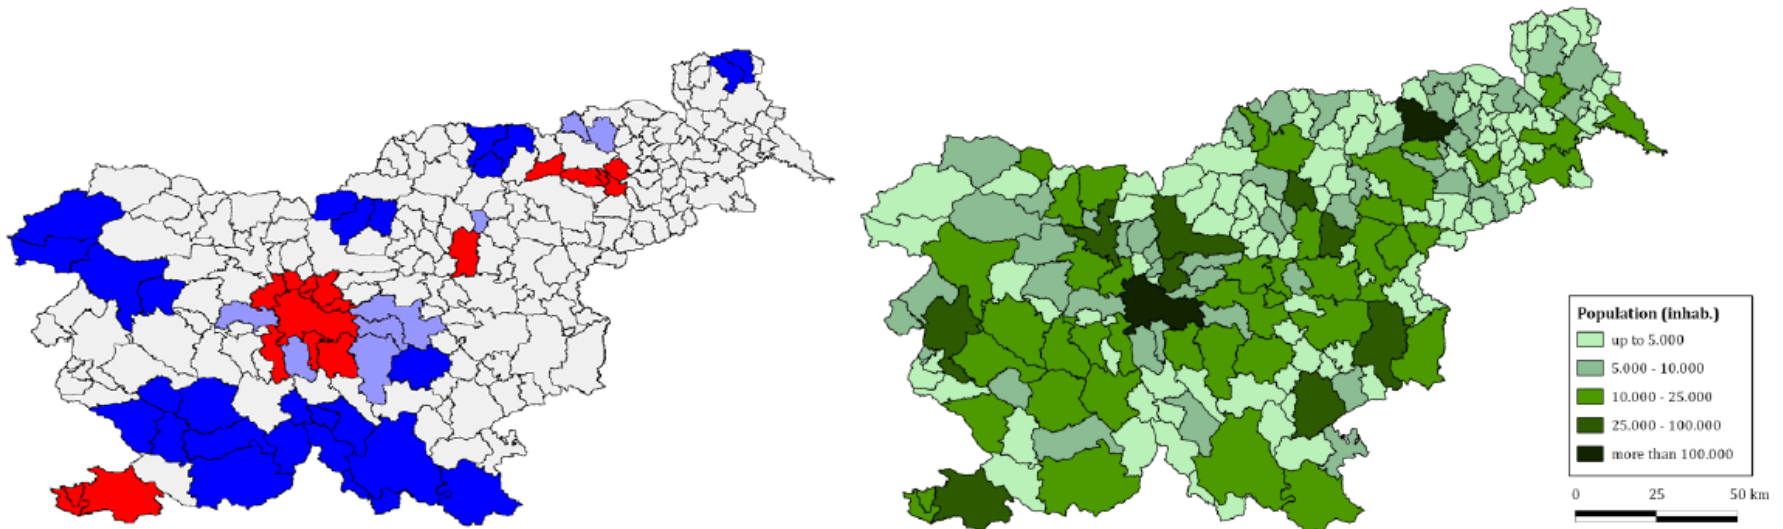 Population (inhab.)
up to 5.000
5.000 - 10.000
10.000 - 25.000
25.000 - 100.000
more than 100.000
0 25 50 km